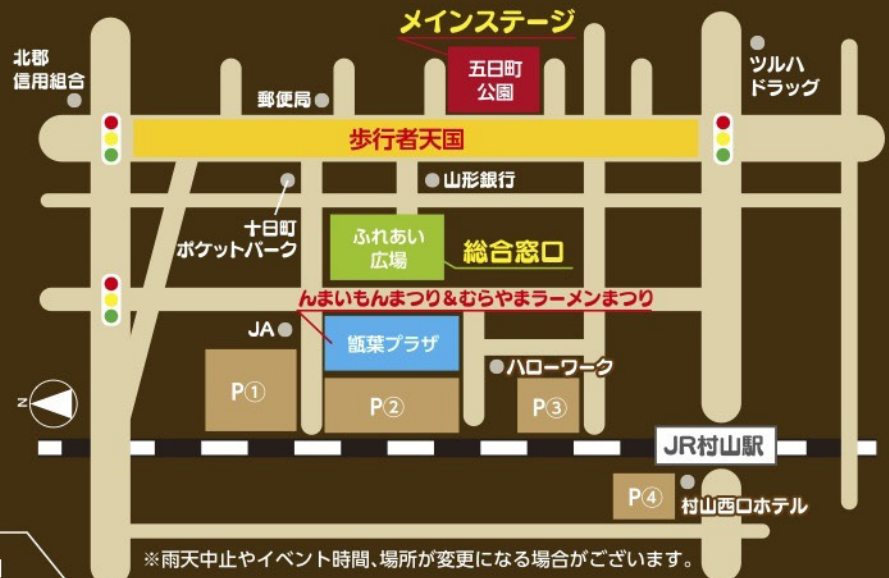 メインステージ
北郡
信用組合
五日町
公園
ツルハ
ドラッグ
郵便局
歩行者天国
山形銀行
十日町
ポケットパーク
ふれあい
広場
総合窓口
んまいもんまつり&むらやまラーメンまつり
JA
甑葉プラザ
ハローワーク
P①
P②
P③
N
JR村山駅
P④
村山西口ホテル
※雨天中止やイベント時間、場所が変更になる場合がございます。